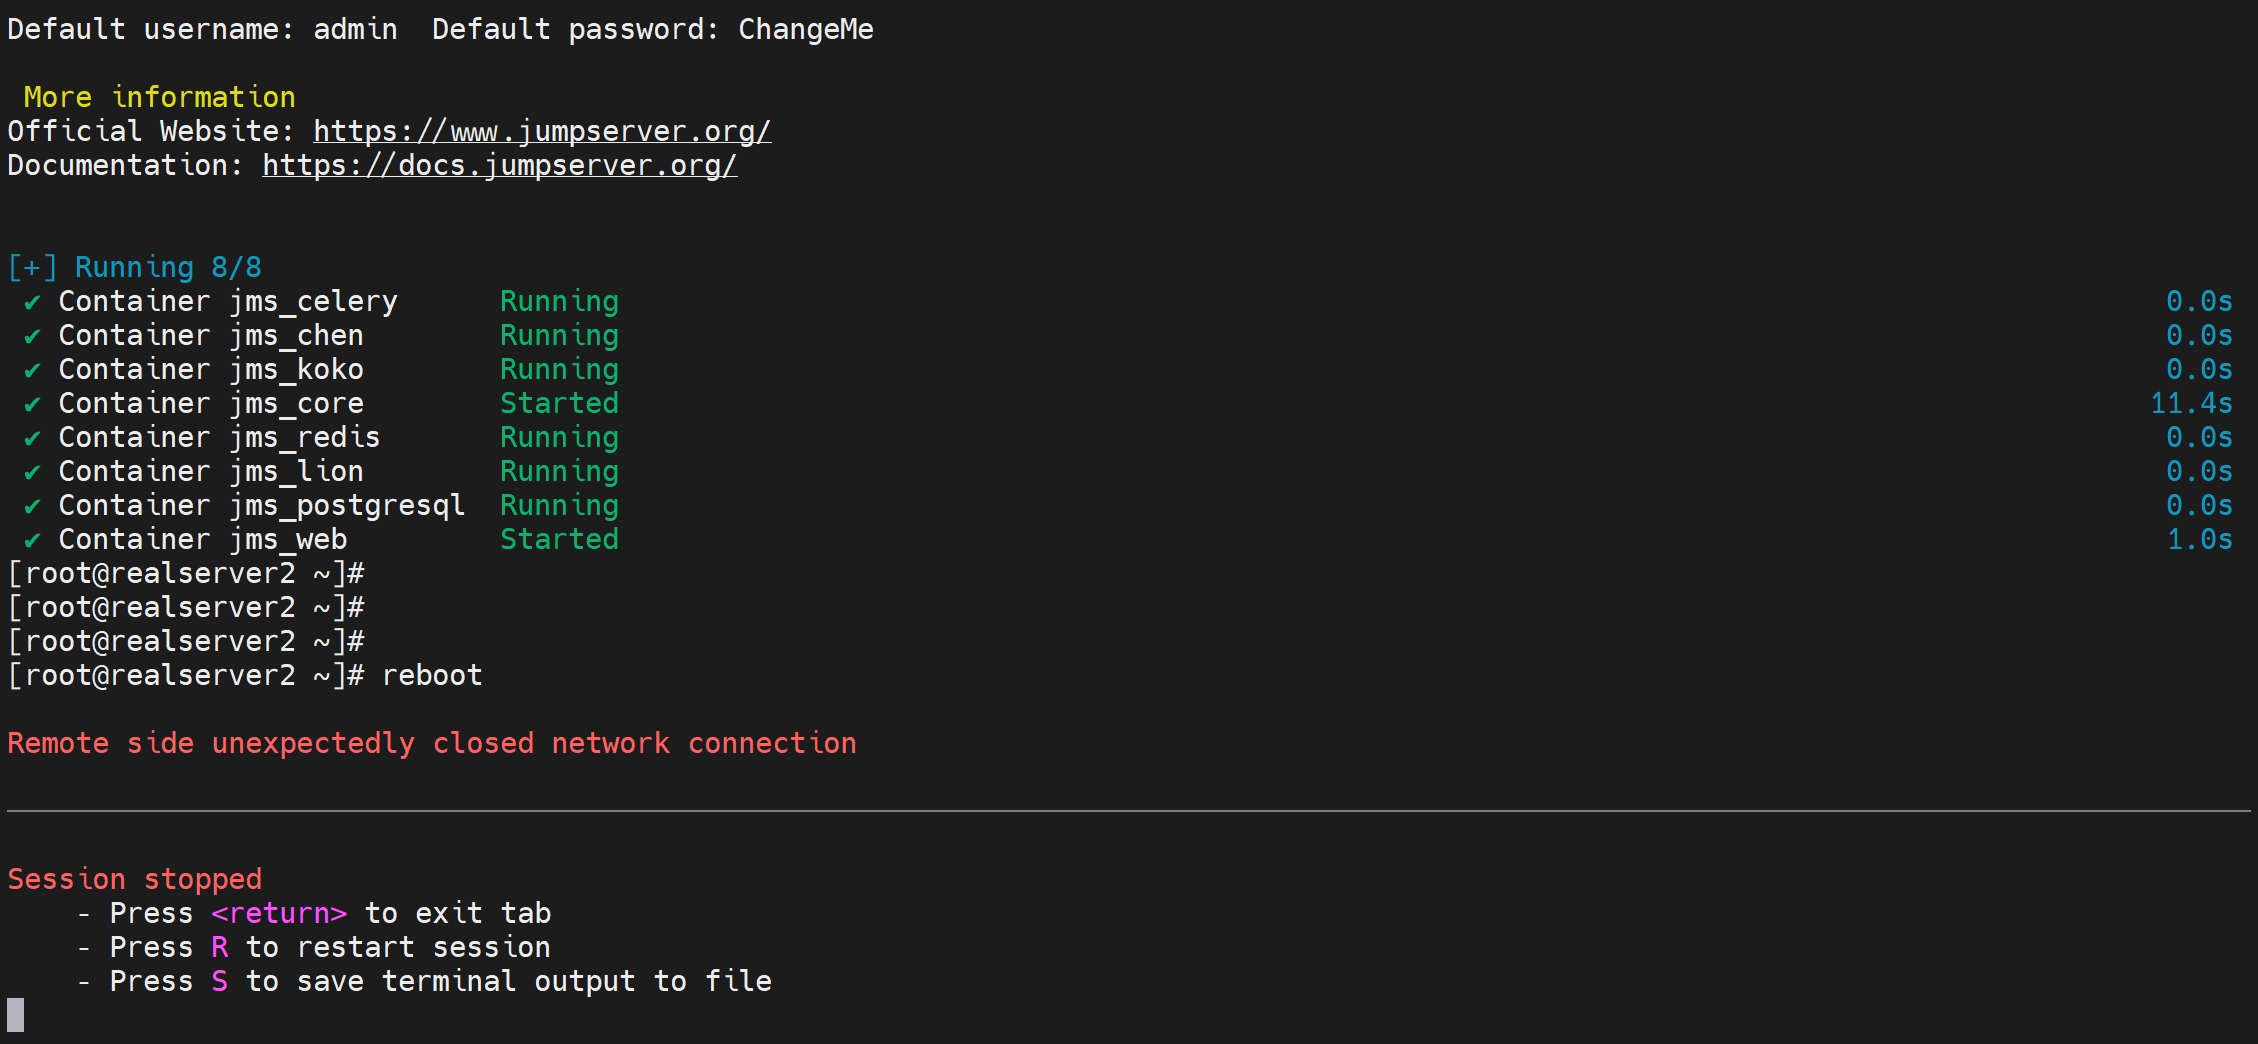 Default username: admin  Default password: ChangeMe
More information
Official Website: https://www.jumpserver.org/
Documentation: https://docs.jumpserver.org/
[+] Running 8/8
✔ Container jms_celery      Running      0.0s
✔ Container jms_chen        Running      0.0s
✔ Container jms_koko        Running      0.0s
✔ Container jms_core        Started      11.4s
✔ Container jms_redis       Running      0.0s
✔ Container jms_lion        Running      0.0s
✔ Container jms_postgresql  Running      0.0s
✔ Container jms_web         Started      1.0s
[root@realserver2 ~]#
[root@realserver2 ~]#
[root@realserver2 ~]#
[root@realserver2 ~]# reboot
Remote side unexpectedly closed network connection
Session stopped
- Press <return> to exit tab
- Press R to restart session
- Press S to save terminal output to file